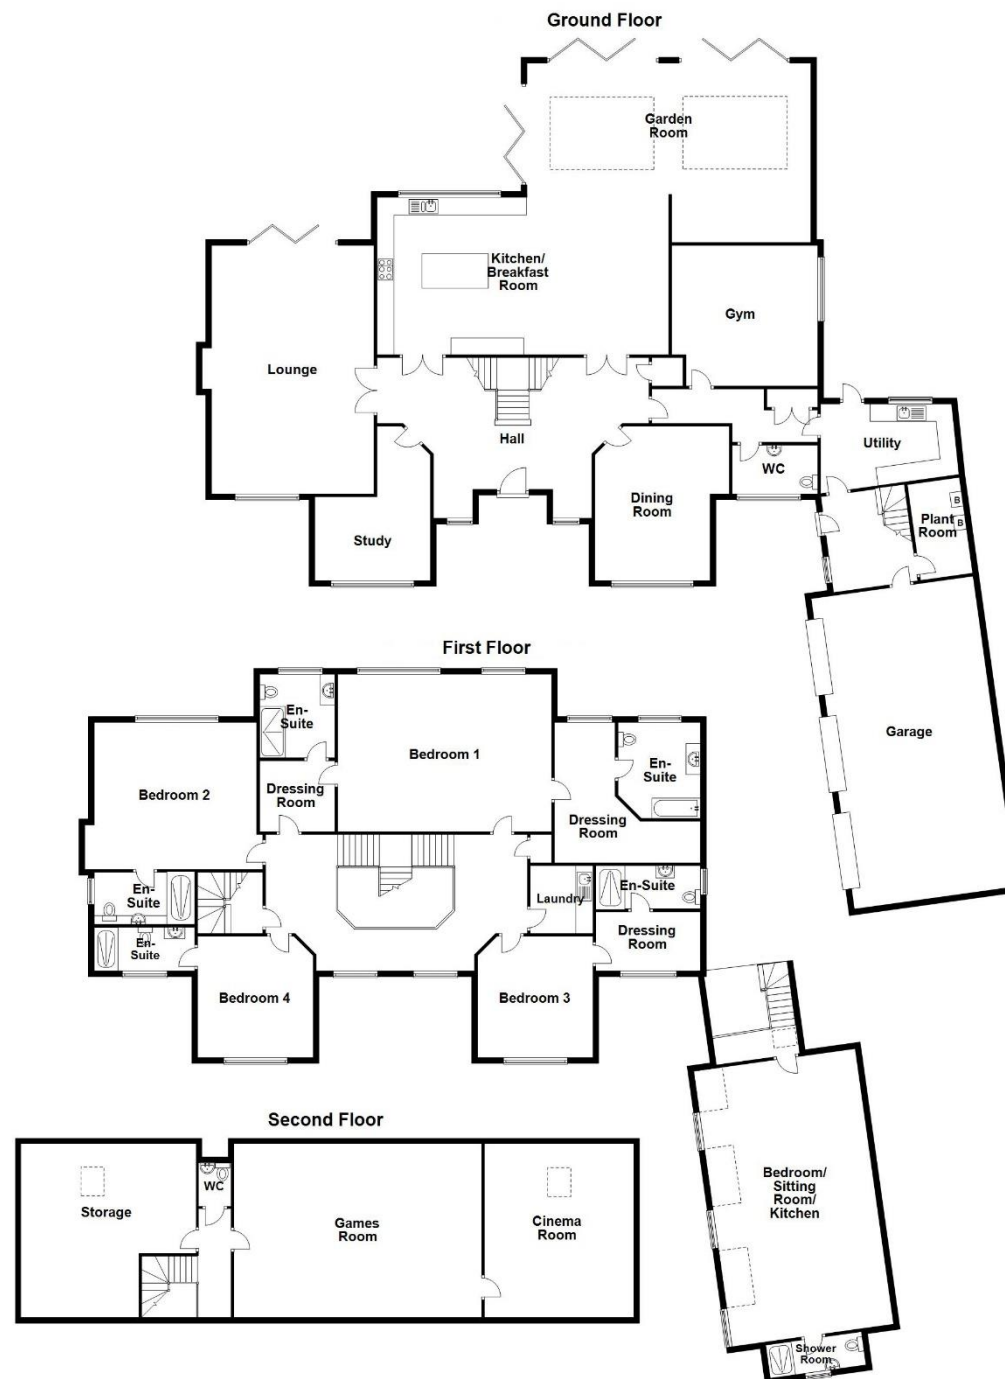 Ground Floor
Garden
Room
Kitchen/
Breakfast
Room
Gym
Lounge
Hall
Utility
WC
Dining
Room
Plant
Room
B
B
Study
Garage
First Floor
En-
Suite
Bedroom 1
En-
Suite
Bedroom 2
Dressing
Room
Dressing
Room
En-
Suite
Laundry
En-Suite
En-
Suite
Dressing
Room
Bedroom 4
Bedroom 3
Bedroom/
Sitting
Room/
Kitchen
Shower
Room
Second Floor
Storage
WC
Games
Room
Cinema
Room